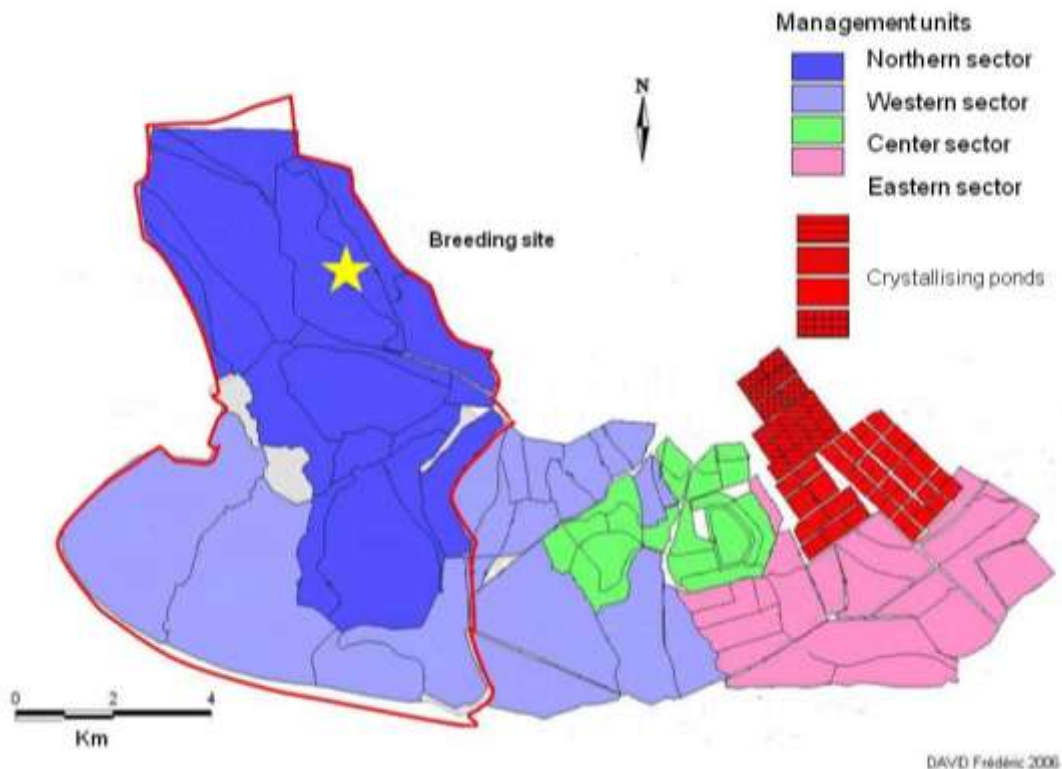 Management units
Northern sector
Western sector
Center sector
Eastern sector
Crystallising ponds
N
Breeding site
0 2 4
Km
DAVID Frédéric 2006